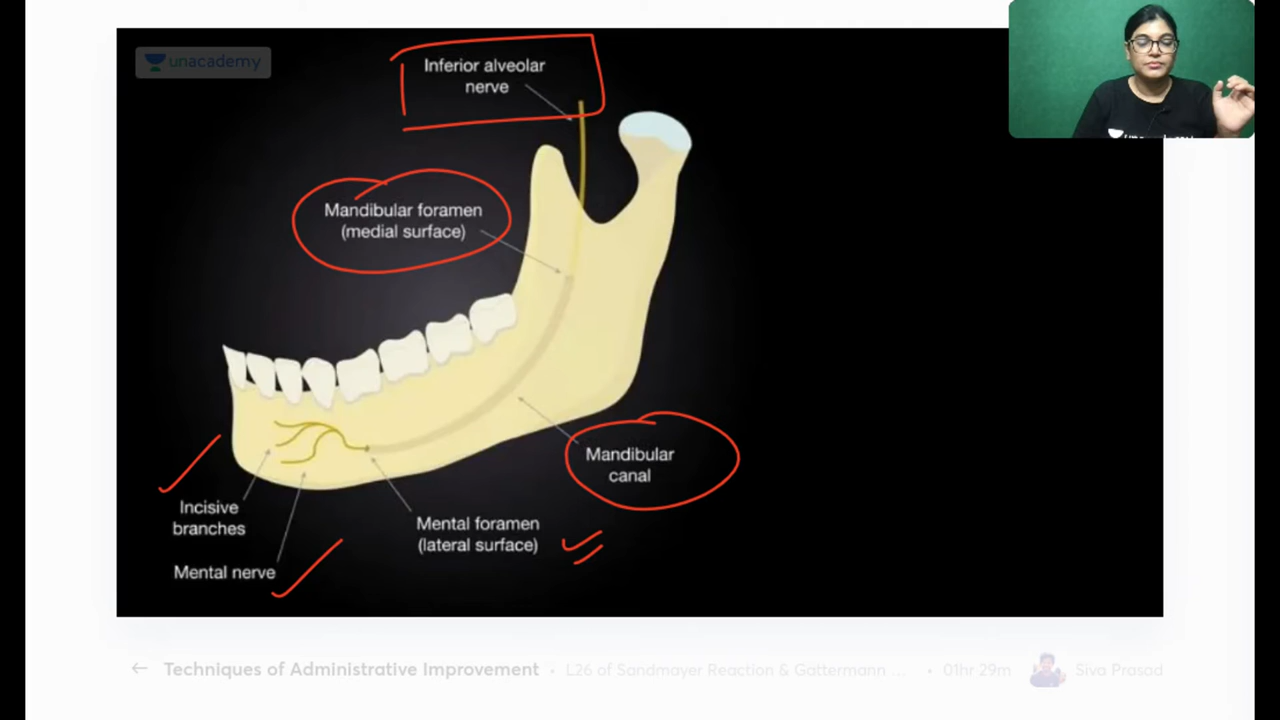 unacademy
Inferior alveolar
nerve
Mandibular foramen
(medial surface)
Mandibular
canal
Incisive
branches
Mental foramen
(lateral surface)
Mental nerve
← Techniques of Administrative Improvement • L26 of Sandmayer Reaction & Gattermann ... • 01hr 29m Siva Prasad